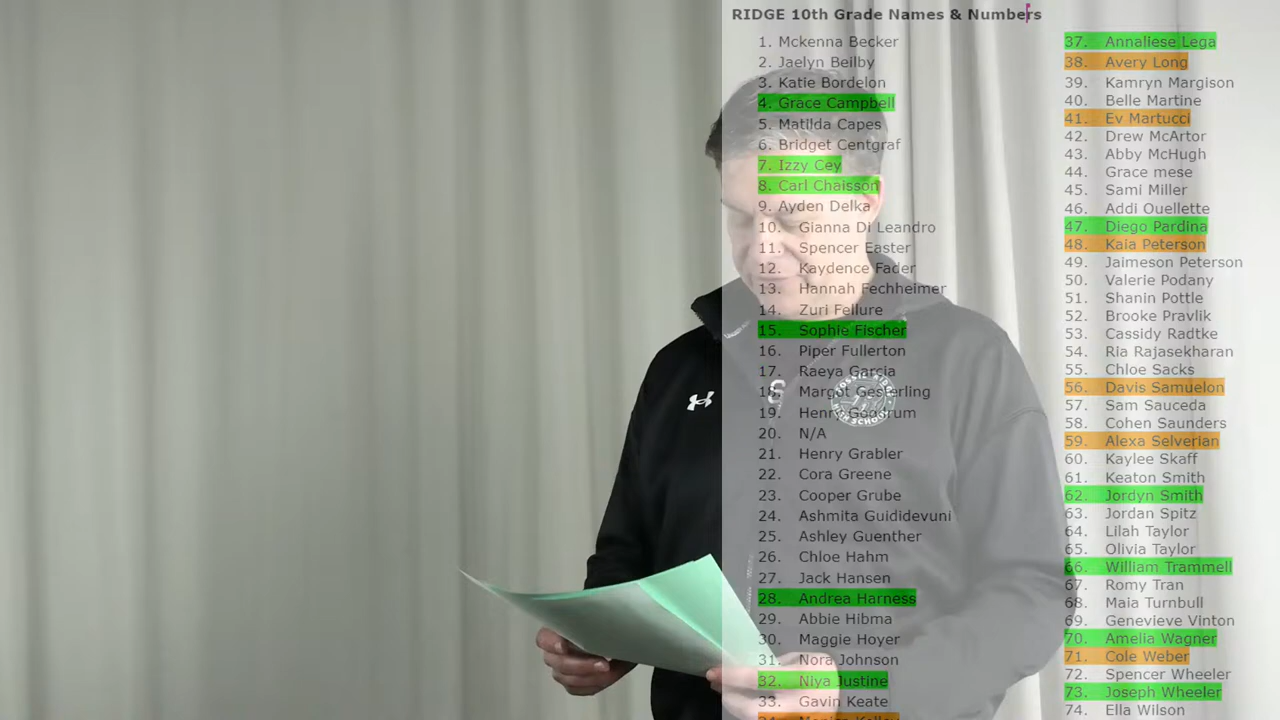 RIDGE 10th Grade Names & Numbers
1. Mckenna Becker
2. Jaelyn Beilby
3. Katie Bordelon
4. Grace Campbell
5. Matilda Capes
6. Bridget Centgraf
7. Izzy Cey
8. Carl Chaisson
9. Ayden Delka
10. Gianna Di Leandro
11. Spencer Easter
12. Kaydence Fader
13. Hannah Fechheimer
14. Zuri Fellure
15. Sophie Fischer
16. Piper Fullerton
17. Raeya Garcia
18. Margot Gesterling
19. Henry Goodrum
20. N/A
21. Henry Grabler
22. Cora Greene
23. Cooper Grube
24. Ashmita Guididevuni
25. Ashley Guenther
26. Chloe Hahm
27. Jack Hansen
28. Andrea Harness
29. Abbie Hibma
30. Maggie Hoyer
31. Nora Johnson
32. Niya Justine
33. Gavin Keate
37. Annaliese Lega
38. Avery Long
39. Kamryn Margison
40. Belle Martine
41. Ev Martucci
42. Drew McArtor
43. Abby McHugh
44. Grace mese
45. Sami Miller
46. Addi Ouellette
47. Diego Pardina
48. Kaia Peterson
49. Jaimeson Peterson
50. Valerie Podany
51. Shanin Pottle
52. Brooke Pravlik
53. Cassidy Radtke
54. Ria Rajasekharan
55. Chloe Sacks
56. Davis Samuelon
57. Sam Sauceda
58. Cohen Saunders
59. Alexa Selverian
60. Kaylee Skaff
61. Keaton Smith
62. Jordyn Smith
63. Jordan Spitz
64. Lilah Taylor
65. Olivia Taylor
66. William Trammell
67. Romy Tran
68. Maia Turnbull
69. Genevieve Vinton
70. Amelia Wagner
71. Cole Weber
72. Spencer Wheeler
73. Joseph Wheeler
74. Ella Wilson
FOSSIL RIDGE
HIGH SCHOOL